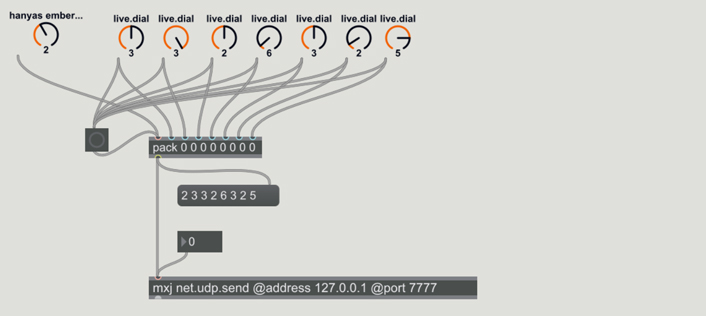 hanyas ember...
live.dial
live.dial
live.dial
live.dial
live.dial
live.dial
live.dial
2
3
3
2
6
3
2
5
pack 0 0 0 0 0 0 0 0
2 3 3 2 6 3 2 5
0
mxj net.udp.send @address 127.0.0.1 @port 7777